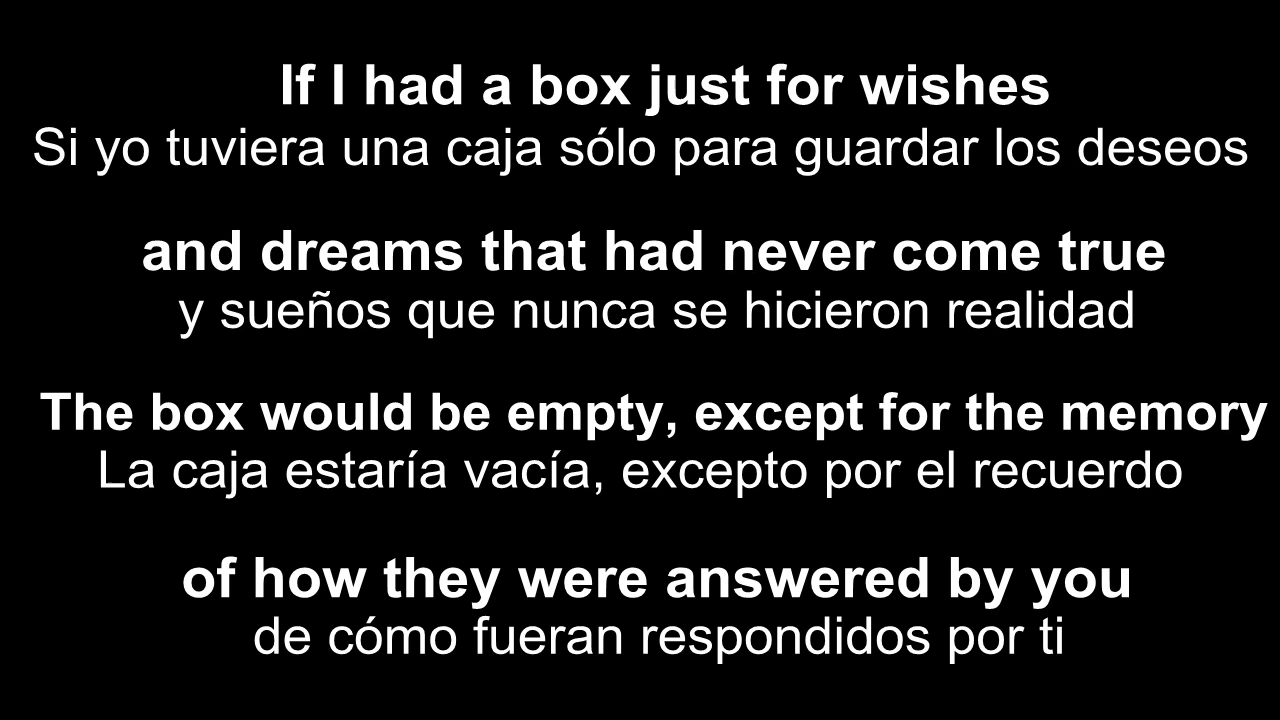 If I had a box just for wishes
Si yo tuviera una caja sólo para guardar los deseos
and dreams that had never come true
y sueños que nunca se hicieron realidad
The box would be empty, except for the memory
La caja estaría vacía, excepto por el recuerdo
of how they were answered by you
de cómo fueran respondidos por ti